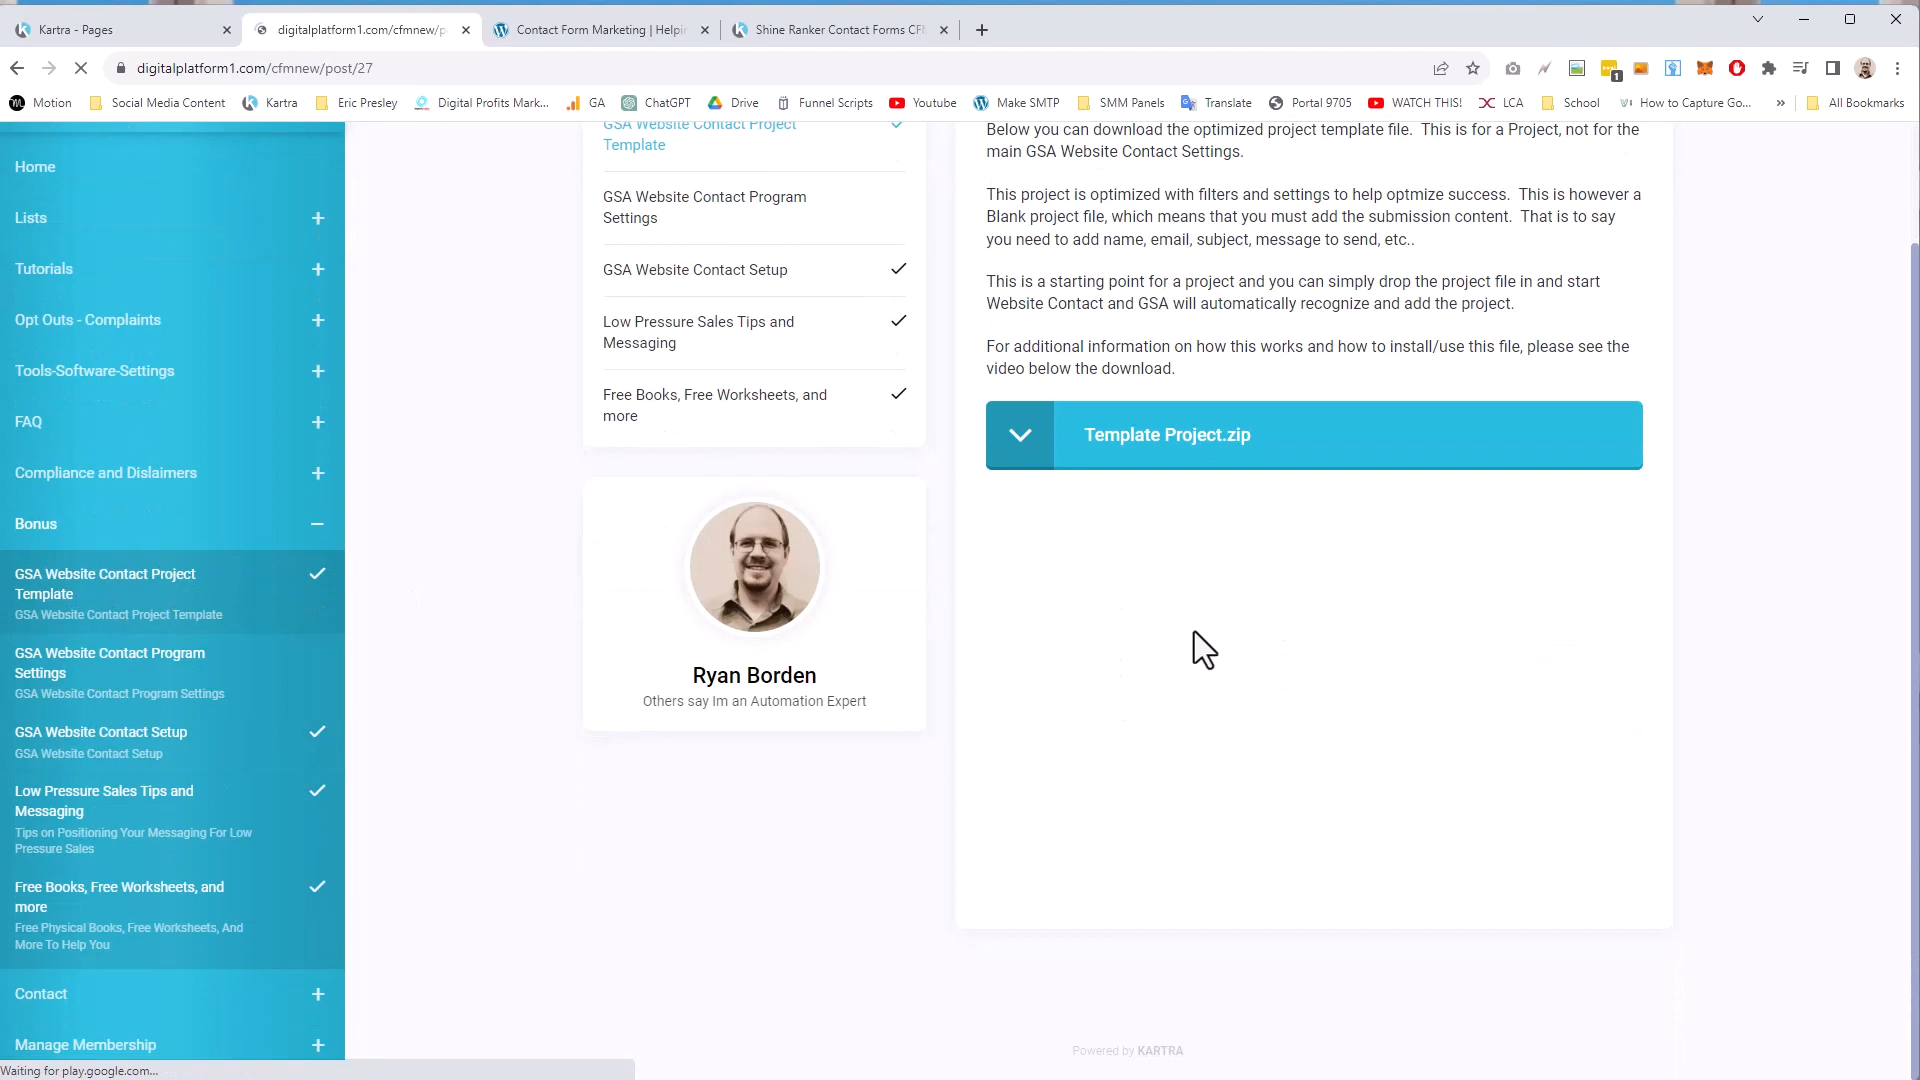 Kartra - Pages
digitalplatform1.com/cfmnew/p
Contact Form Marketing | Helpi
Shine Ranker Contact Forms CF
digitalplatform1.com/cfmnew/post/27
1
Motion
Social Media Content
Kartra
Eric Presley
Digital Profits Mark...
GA
ChatGPT
Drive
Funnel Scripts
Youtube
Make SMTP
SMM Panels
Translate
Portal 9705
WATCH THIS!
LCA
School
How to Capture Go...
»
All Bookmarks
Home
Lists
Tutorials
Opt Outs - Complaints
Tools-Software-Settings
FAQ
Compliance and Dislaimers
Bonus
GSA Website Contact Project
Template
GSA Website Contact Project Template
GSA Website Contact Program
Settings
GSA Website Contact Program Settings
GSA Website Contact Setup
GSA Website Contact Setup
Low Pressure Sales Tips and
Messaging
Tips on Positioning Your Messaging For Low
Pressure Sales
Free Books, Free Worksheets, and
more
Free Physical Books, Free Worksheets, And
More To Help You
Contact
Manage Membership
Waiting for play.google.com...
GSA Website Contact Project
Template
GSA Website Contact Program
Settings
GSA Website Contact Setup
Low Pressure Sales Tips and
Messaging
Free Books, Free Worksheets, and
more
Ryan Borden
Others say Im an Automation Expert
Below you can download the optimized project template file.  This is for a Project, not for the
main GSA Website Contact Settings.
This project is optimized with filters and settings to help optmize success.  This is however a
Blank project file, which means that you must add the submission content.  That is to say
you need to add name, email, subject, message to send, etc..
This is a starting point for a project and you can simply drop the project file in and start
Website Contact and GSA will automatically recognize and add the project.
For additional information on how this works and how to install/use this file, please see the
video below the download.
Template Project.zip
Powered by KARTRA